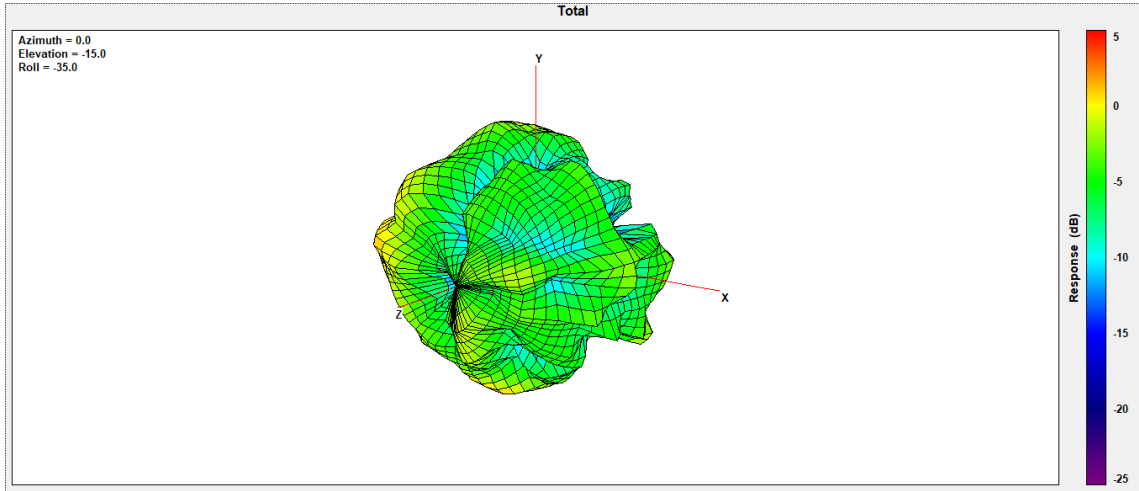 Total
Azimuth = 0.0
Elevation = -15.0
Roll = -35.0
Y
X
Z
5
0
-5
-10
-15
-20
-25
Response (dB)